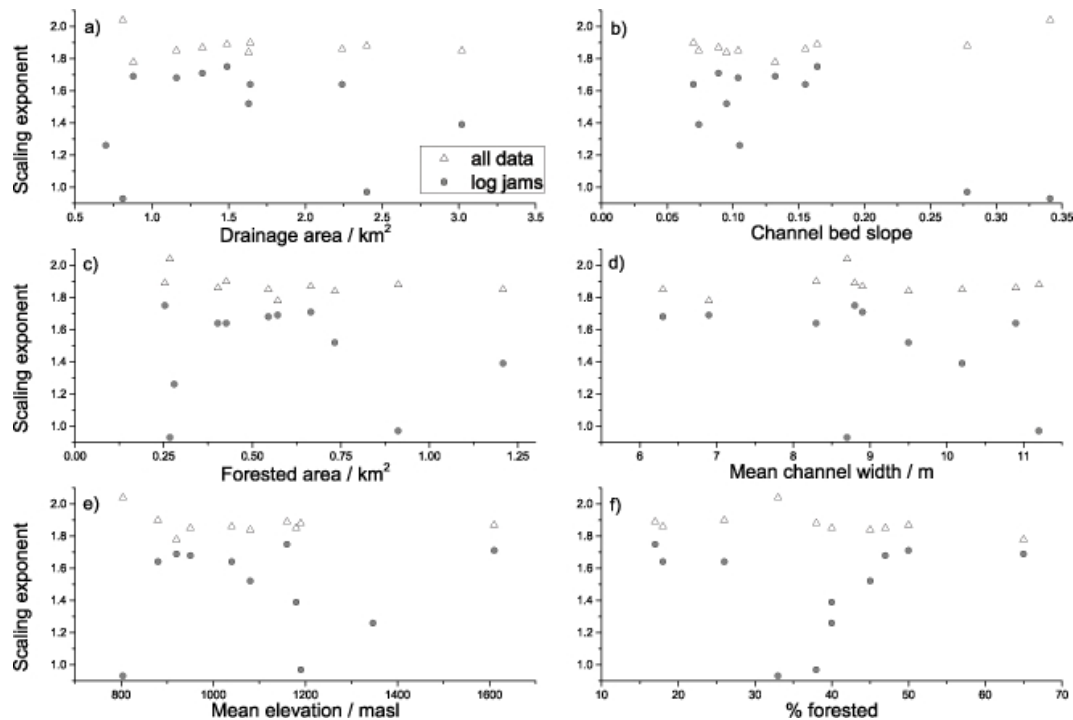 a)
Scaling exponent
2.0
1.8
1.6
1.4
1.2
1.0
all data
log jams
0.5 1.0 1.5 2.0 2.5 3.0 3.5
Drainage area / km²
b)
2.0
1.8
1.6
1.4
1.2
1.0
0.00 0.05 0.10 0.15 0.20 0.25 0.30 0.35
Channel bed slope
c)
Scaling exponent
2.0
1.8
1.6
1.4
1.2
1.0
0.00 0.25 0.50 0.75 1.00 1.25
Forested area / km²
d)
2.0
1.8
1.6
1.4
1.2
1.0
6 7 8 9 10 11
Mean channel width / m
e)
Scaling exponent
2.0
1.8
1.6
1.4
1.2
1.0
800 1000 1200 1400 1600
Mean elevation / masl
f)
2.0
1.8
1.6
1.4
1.2
1.0
10 20 30 40 50 60 70
% forested